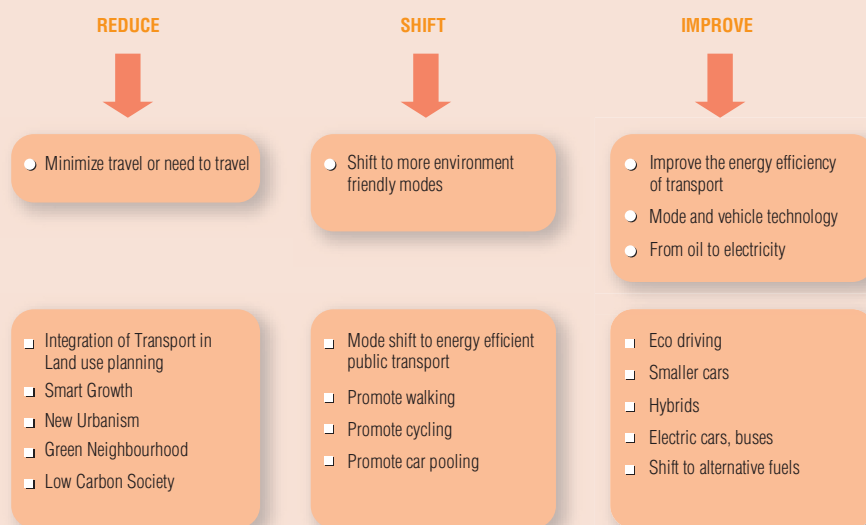 REDUCE
Minimize travel or need to travel
Integration of Transport in
Land use planning
Smart Growth
New Urbanism
Green Neighbourhood
Low Carbon Society
SHIFT
Shift to more environment
friendly modes
Mode shift to energy efficient
public transport
Promote walking
Promote cycling
Promote car pooling
IMPROVE
Improve the energy efficiency
of transport
Mode and vehicle technology
From oil to electricity
Eco driving
Smaller cars
Hybrids
Electric cars, buses
Shift to alternative fuels